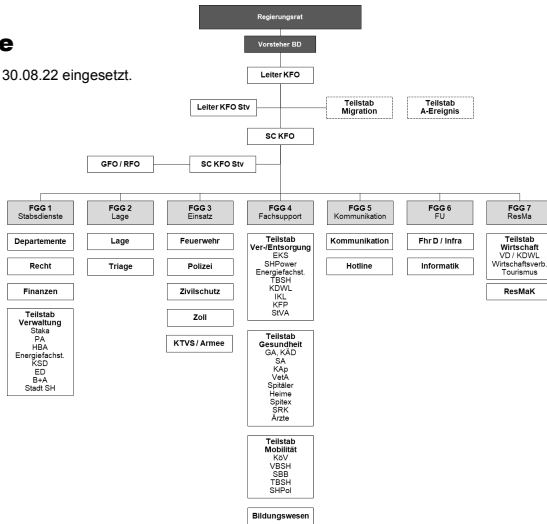 e
30.08.22 eingesetzt.
Regierungsrat
Vorsteher BD
Leiter KFO
Leiter KFO Stv
Teilstab
Migration
Teilstab
A-Ereignis
SC KFO
GFO / RFO
SC KFO Stv
FGG 1
Stabsdienste
Departemente
Recht
Finanzen
Teilstab
Verwaltung
Staka
PA
HBA
Energiefachst.
KSD
ED
B+A
Stadt SH
FGG 2
Lage
Lage
Triage
FGG 3
Einsatz
Feuerwehr
Polizei
Zivilschutz
Zoll
KTVS / Armee
FGG 4
Fachsupport
Teilstab
Ver-/Entsorgung
EKS
SHPower
Energiefachst.
TBSH
KDWL
IKL
KFP
StVA
Teilstab
Gesundheit
GA, KÄD
SA
KAp
VetA
Spitäler
Heime
Spitex
SRK
Ärzte
Teilstab
Mobilität
KöV
VBSH
SBB
TBSH
SHPol
Bildungswesen
FGG 5
Kommunikation
Kommunikation
Hotline
FGG 6
FU
Fhr D / Infra
Informatik
FGG 7
ResMa
Teilstab
Wirtschaft
VD / KDWL
Wirtschaftsverb.
Tourismus
ResMaK